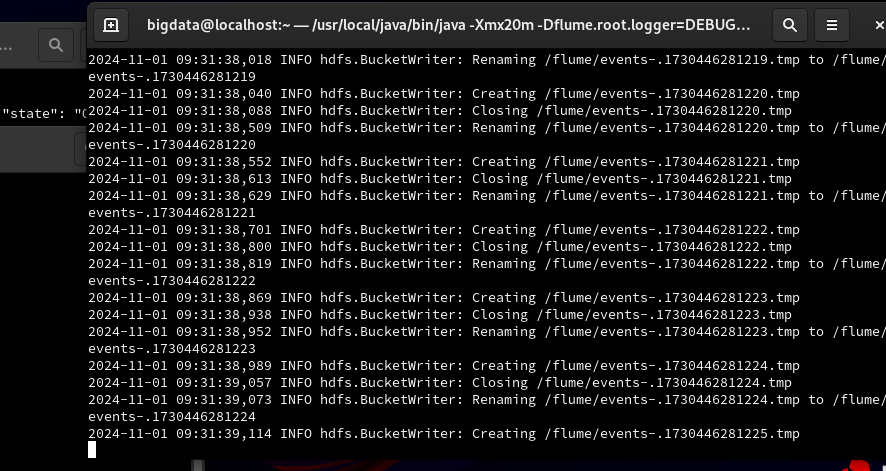 bigdata@localhost:~ — /usr/local/java/bin/java -Xmx20m -Dflume.root.logger=DEBUG…
...
"state": "
2024-11-01 09:31:38,018 INFO hdfs.BucketWriter: Renaming /flume/events-.1730446281219.tmp to /flume/
events-.1730446281219
2024-11-01 09:31:38,040 INFO hdfs.BucketWriter: Creating /flume/events-.1730446281220.tmp
2024-11-01 09:31:38,088 INFO hdfs.BucketWriter: Closing /flume/events-.1730446281220.tmp
2024-11-01 09:31:38,509 INFO hdfs.BucketWriter: Renaming /flume/events-.1730446281220.tmp to /flume/
events-.1730446281220
2024-11-01 09:31:38,552 INFO hdfs.BucketWriter: Creating /flume/events-.1730446281221.tmp
2024-11-01 09:31:38,613 INFO hdfs.BucketWriter: Closing /flume/events-.1730446281221.tmp
2024-11-01 09:31:38,629 INFO hdfs.BucketWriter: Renaming /flume/events-.1730446281221.tmp to /flume/
events-.1730446281221
2024-11-01 09:31:38,701 INFO hdfs.BucketWriter: Creating /flume/events-.1730446281222.tmp
2024-11-01 09:31:38,800 INFO hdfs.BucketWriter: Closing /flume/events-.1730446281222.tmp
2024-11-01 09:31:38,819 INFO hdfs.BucketWriter: Renaming /flume/events-.1730446281222.tmp to /flume/
events-.1730446281222
2024-11-01 09:31:38,869 INFO hdfs.BucketWriter: Creating /flume/events-.1730446281223.tmp
2024-11-01 09:31:38,938 INFO hdfs.BucketWriter: Closing /flume/events-.1730446281223.tmp
2024-11-01 09:31:38,952 INFO hdfs.BucketWriter: Renaming /flume/events-.1730446281223.tmp to /flume/
events-.1730446281223
2024-11-01 09:31:38,989 INFO hdfs.BucketWriter: Creating /flume/events-.1730446281224.tmp
2024-11-01 09:31:39,057 INFO hdfs.BucketWriter: Closing /flume/events-.1730446281224.tmp
2024-11-01 09:31:39,073 INFO hdfs.BucketWriter: Renaming /flume/events-.1730446281224.tmp to /flume/
events-.1730446281224
2024-11-01 09:31:39,114 INFO hdfs.BucketWriter: Creating /flume/events-.1730446281225.tmp